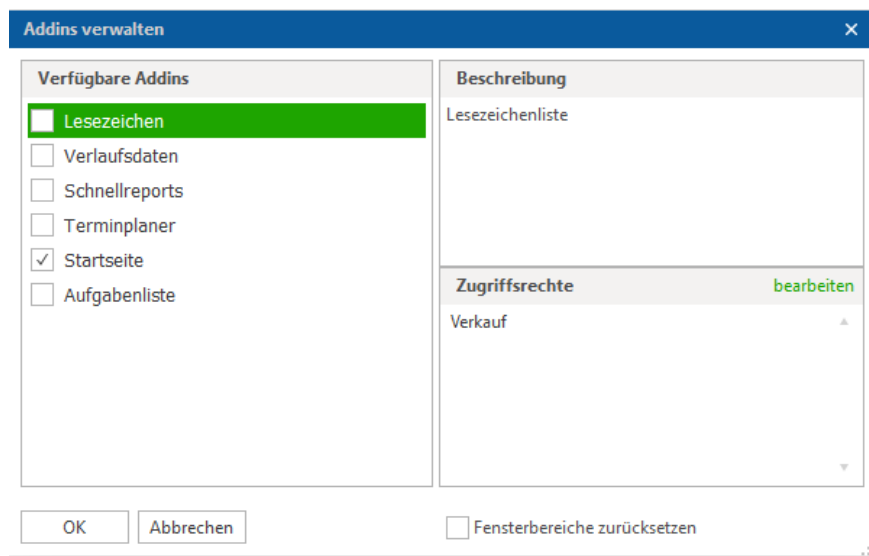 Addins verwalten
Verfügbare Addins
Lesezeichen
Verlaufsdaten
Schnellreports
Terminplaner
Startseite
Aufgabenliste
Beschreibung
Lesezeichenliste
Zugriffsrechte bearbeiten
Verkauf
OK Abbrechen Fensterbereiche zurücksetzen